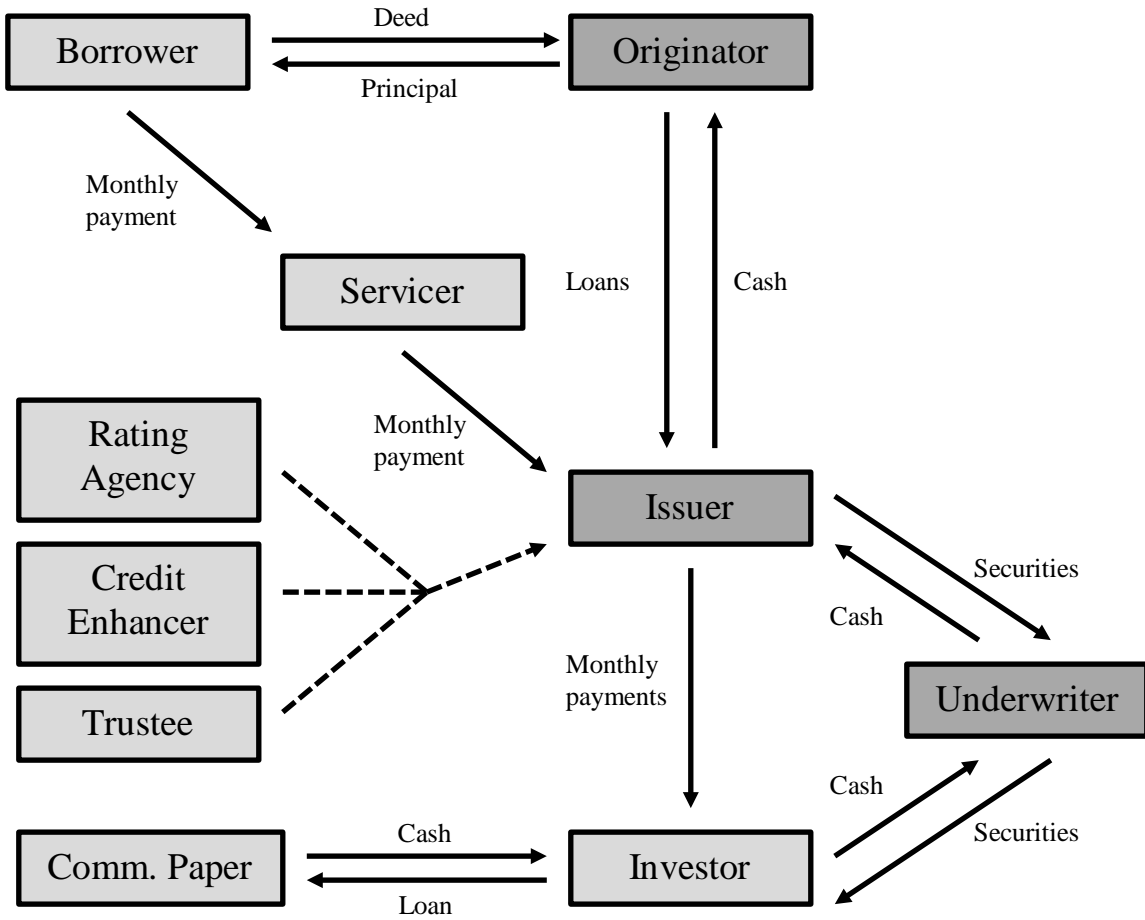 Deed
Borrower
Originator
Principal
Monthly
payment
Servicer
Loans
Cash
Rating
Agency
Monthly
payment
Issuer
Credit
Enhancer
Securities
Cash
Monthly
payments
Underwriter
Trustee
Cash
Securities
Cash
Comm. Paper
Investor
Loan